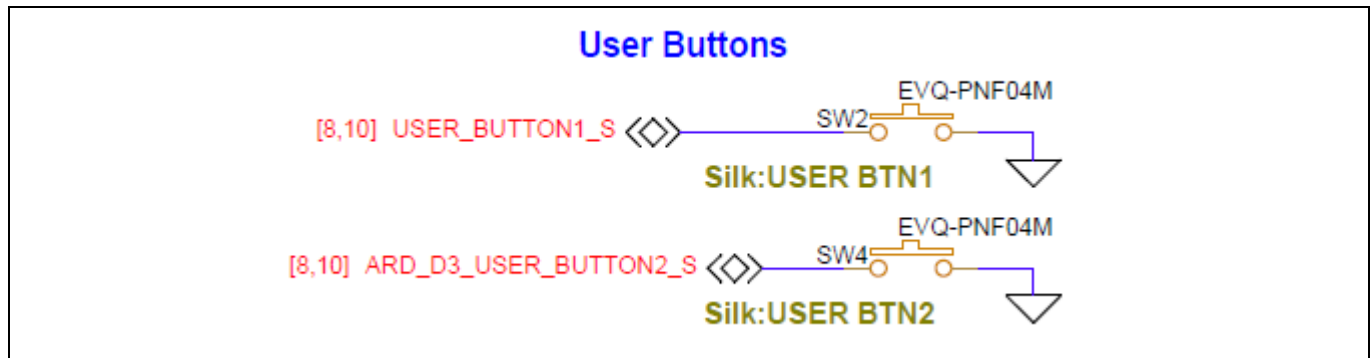 User Buttons
EVQ-PNF04M
[8,10] USER_BUTTON1_S
SW2
Silk:USER BTN1
EVQ-PNF04M
[8,10] ARD_D3_USER_BUTTON2_S
SW4
Silk:USER BTN2